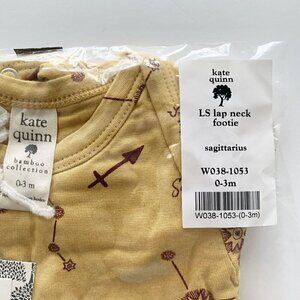 kate
quinn
bamboo
collection
0-3 m
kate
quinn
LS lap neck
footie
sagittarius
W038-1053
0-3m
W038-1053-(0-3m)